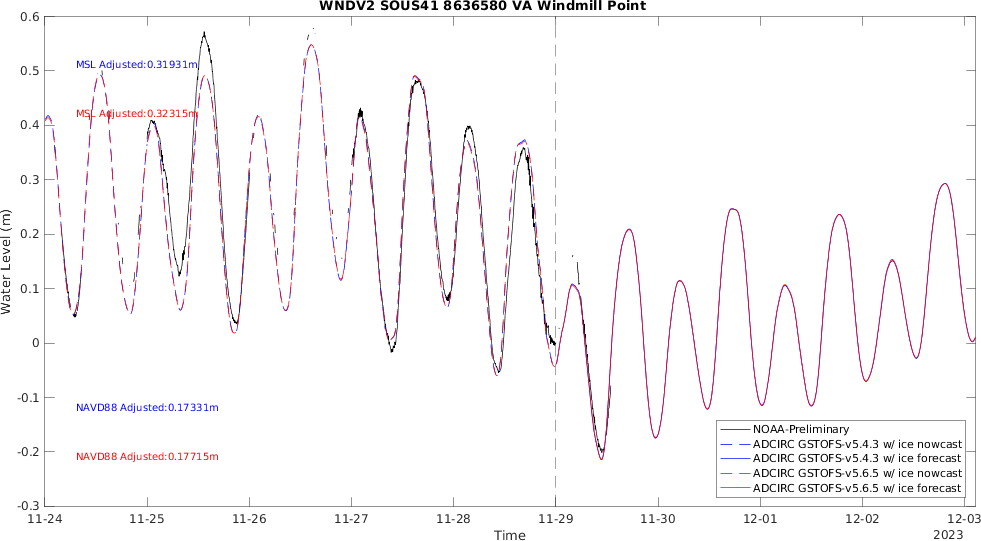 WNDV2 SOUS41 8636580 VA Windmill Point
0.6
0.5
0.4
0.3
0.2
0.1
0
-0.1
-0.2
-0.3
Water Level (m)
MSL Adjusted:0.31931m
MSL Adjusted:0.32315m
NAVD88 Adjusted:0.17331m
NAVD88 Adjusted:0.17715m
NOAA-Preliminary
ADCIRC GSTOFS-v5.4.3 w/ ice nowcast
ADCIRC GSTOFS-v5.4.3 w/ ice forecast
ADCIRC GSTOFS-v5.6.5 w/ ice nowcast
ADCIRC GSTOFS-v5.6.5 w/ ice forecast
11-24 11-25 11-26 11-27 11-28 11-29 11-30 12-01 12-02 12-03
Time
2023